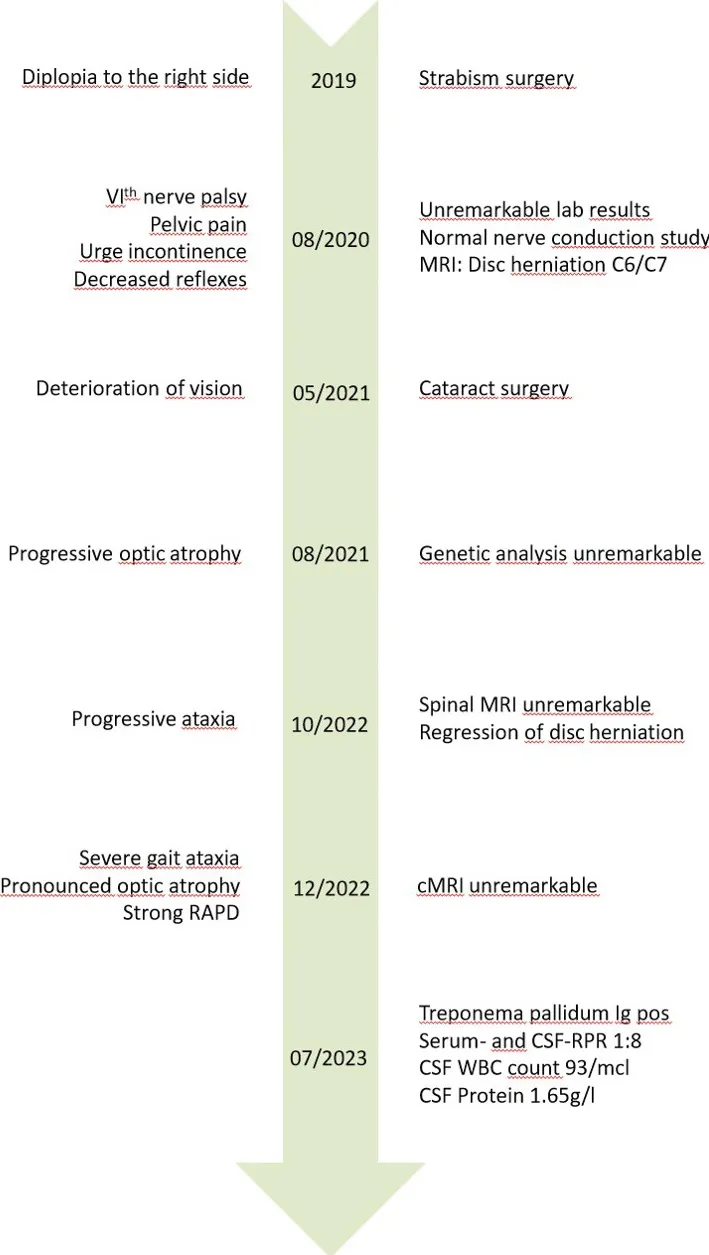 Diplopia to the right side
2019
Strabism surgery
VIth nerve palsy
Pelvic pain
Urge incontinence
Decreased reflexes
08/2020
Unremarkable lab results
Normal nerve conduction study
MRI: Disc herniation C6/C7
Deterioration of vision
05/2021
Cataract surgery
Progressive optic atrophy
08/2021
Genetic analysis unremarkable
Progressive ataxia
10/2022
Spinal MRI unremarkable
Regression of disc herniation
Severe gait ataxia
Pronounced optic atrophy
Strong RAPD
12/2022
cMRI unremarkable
07/2023
Treponema pallidum Ig pos
Serum- and CSF-RPR 1:8
CSF WBC count 93/mcl
CSF Protein 1.65g/l